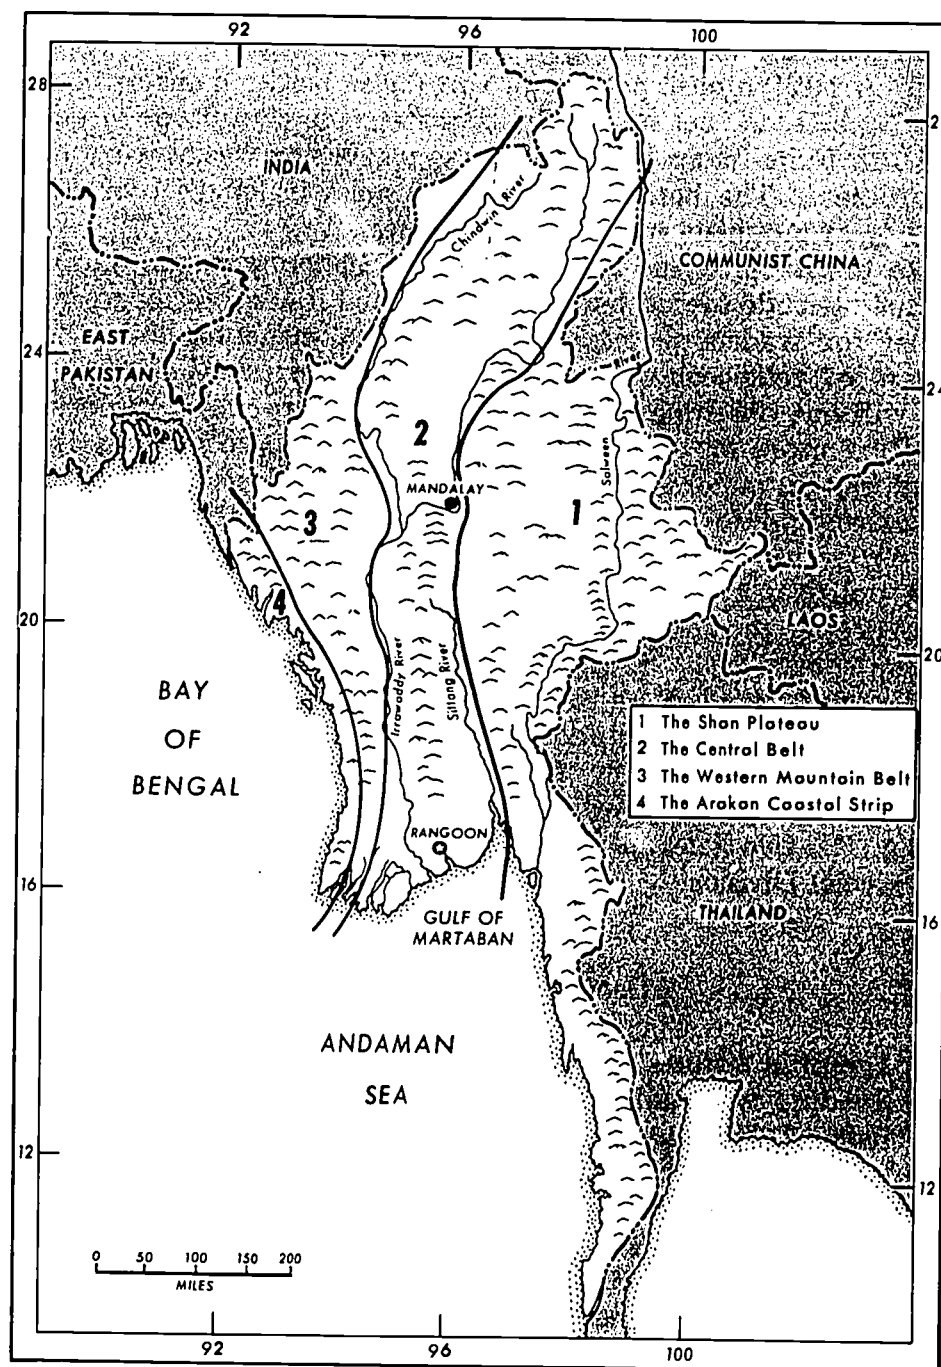 92 96 100
28 2
INDIA
Chindwin River
COMMUNIST CHINA
EAST
PAKISTAN
24 24
River
Salween
2
MANDALAY
1
3
4
20 20
LAOS
Irrawaddy River
Sittang River
BAY
OF
BENGAL
1 The Shan Plateau
2 The Central Belt
3 The Western Mountain Belt
4 The Arakan Coastal Strip
RANGOON
16 16
GULF OF
MARTABAN
THAILAND
ANDAMAN
SEA
12 12
0 50 100 150 200
MILES
92 96 100